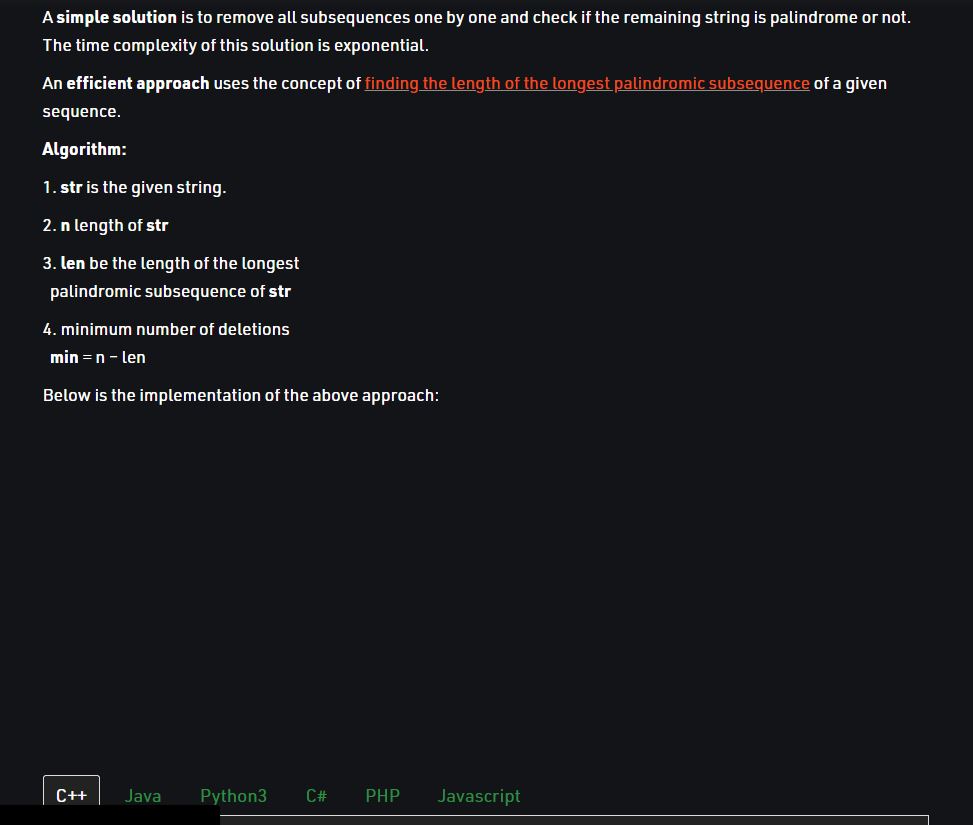 A simple solution is to remove all subsequences one by one and check if the remaining string is palindrome or not.
The time complexity of this solution is exponential.
An efficient approach uses the concept of finding the length of the longest palindromic subsequence of a given
sequence.
Algorithm:
1. str is the given string.
2. n length of str
3. len be the length of the longest
palindromic subsequence of str
4. minimum number of deletions
min = n – len
Below is the implementation of the above approach:
C++ Java Python3 C# PHP Javascript